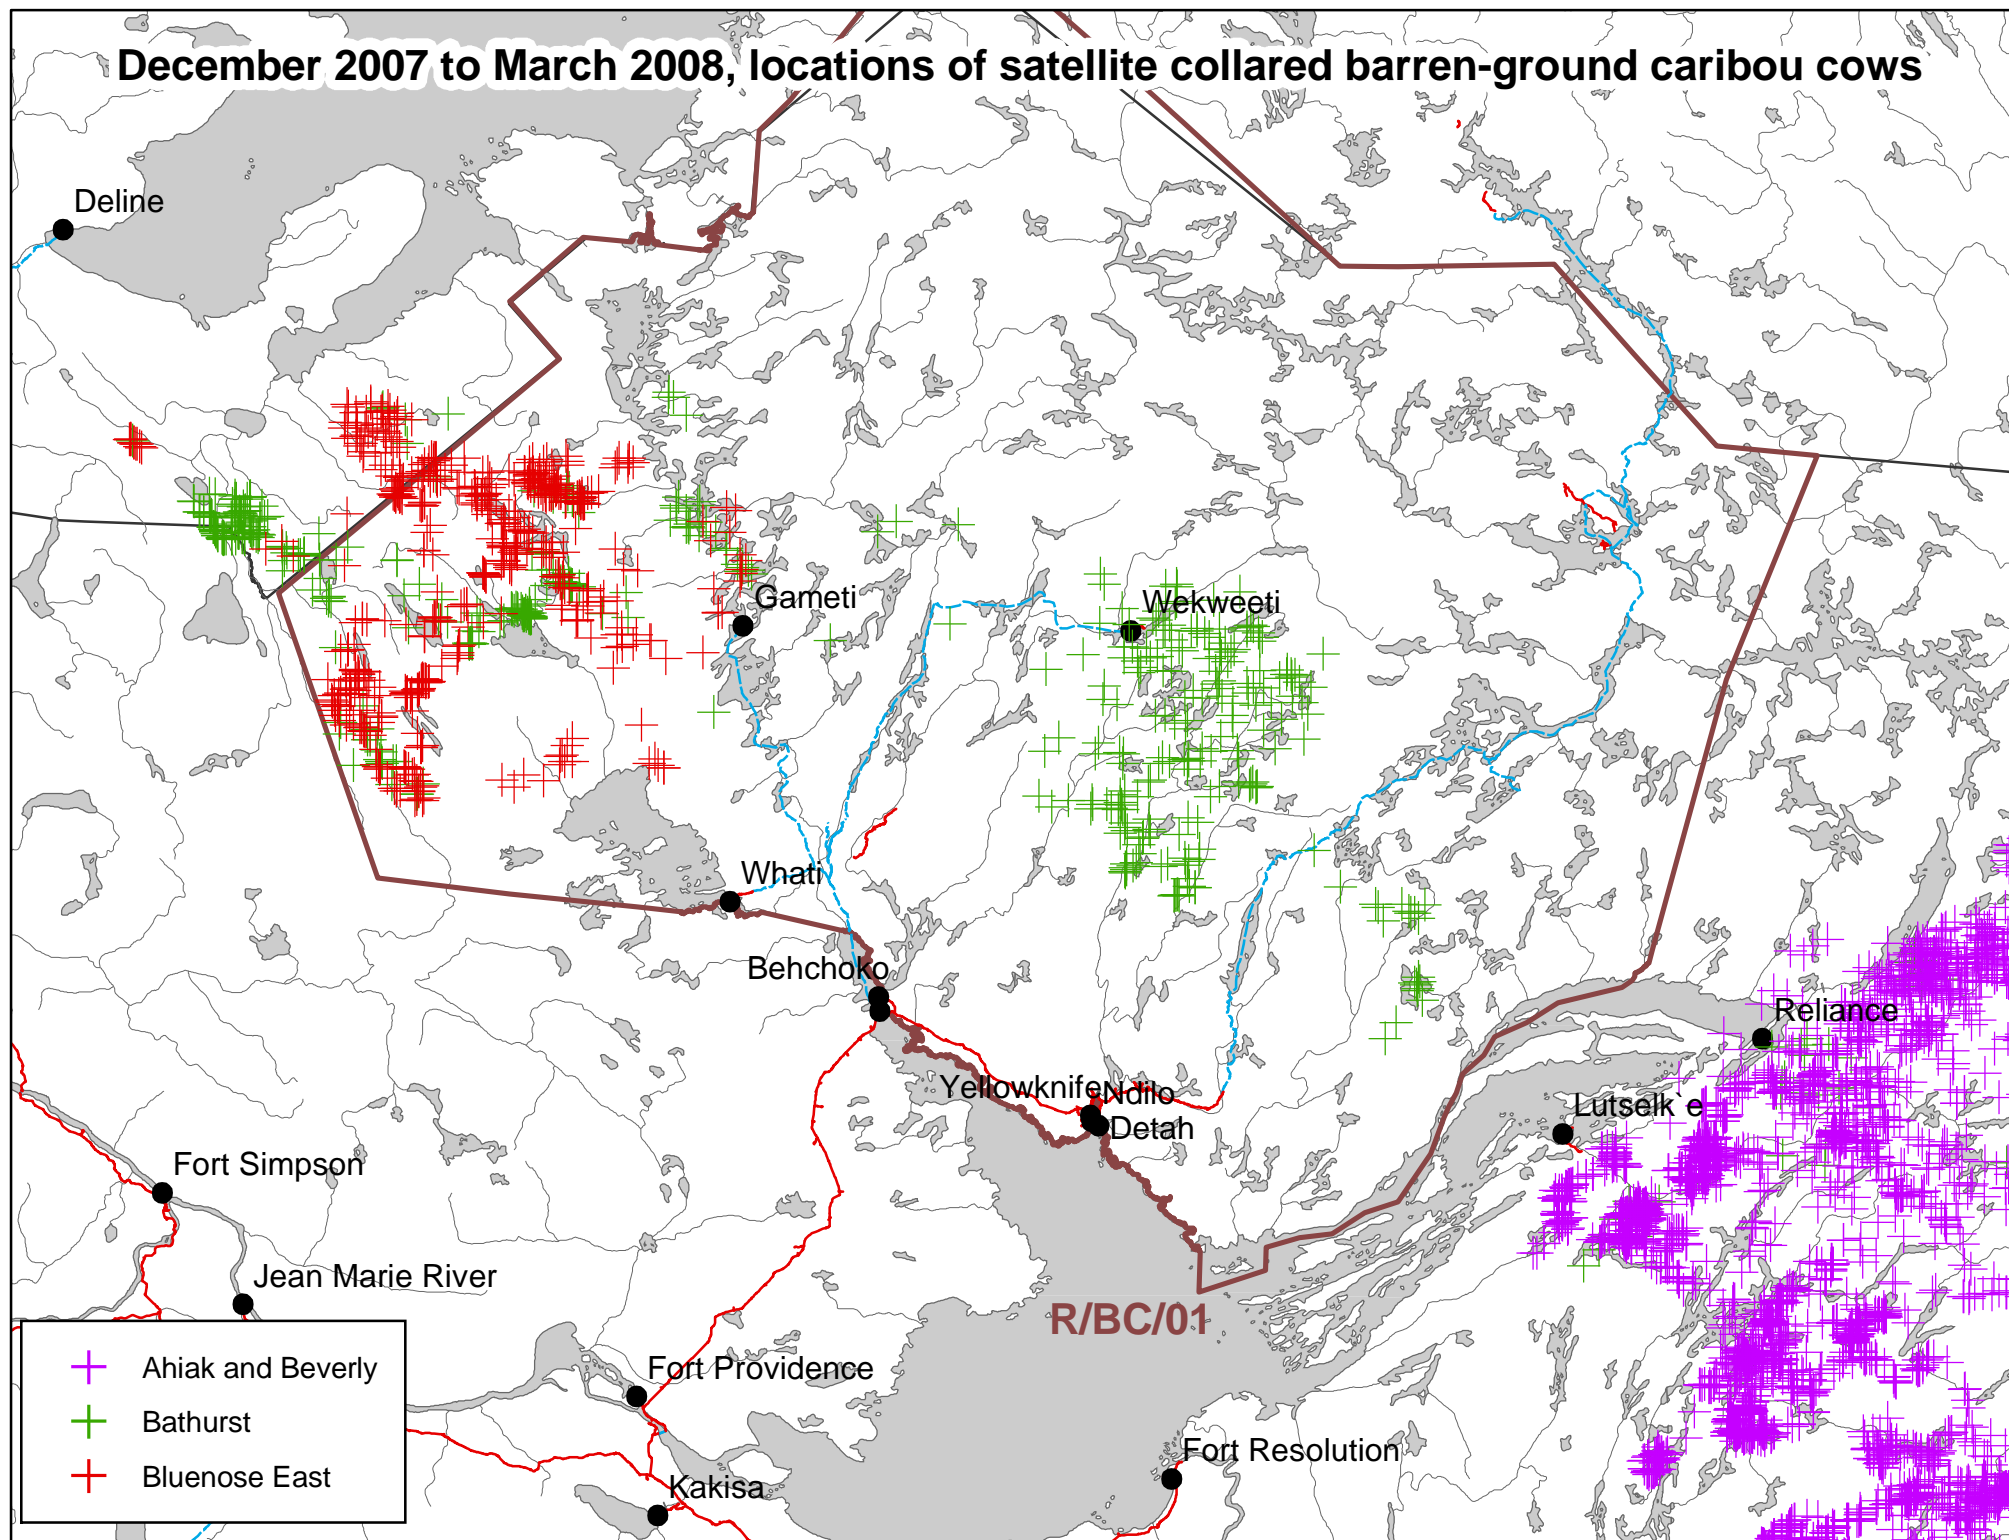 December 2007 to March 2008, locations of satellite collared barren-ground caribou cows
Deline
Gameti
Wekweeti
Whati
Behchoko
Reliance
Yellowknife
Ndilo
Lutselk`e
Detah
Fort Simpson
Jean Marie River
R/BC/01
Fort Providence
Ahiak and Beverly
Bathurst
Fort Resolution
Bluenose East
Kakisa